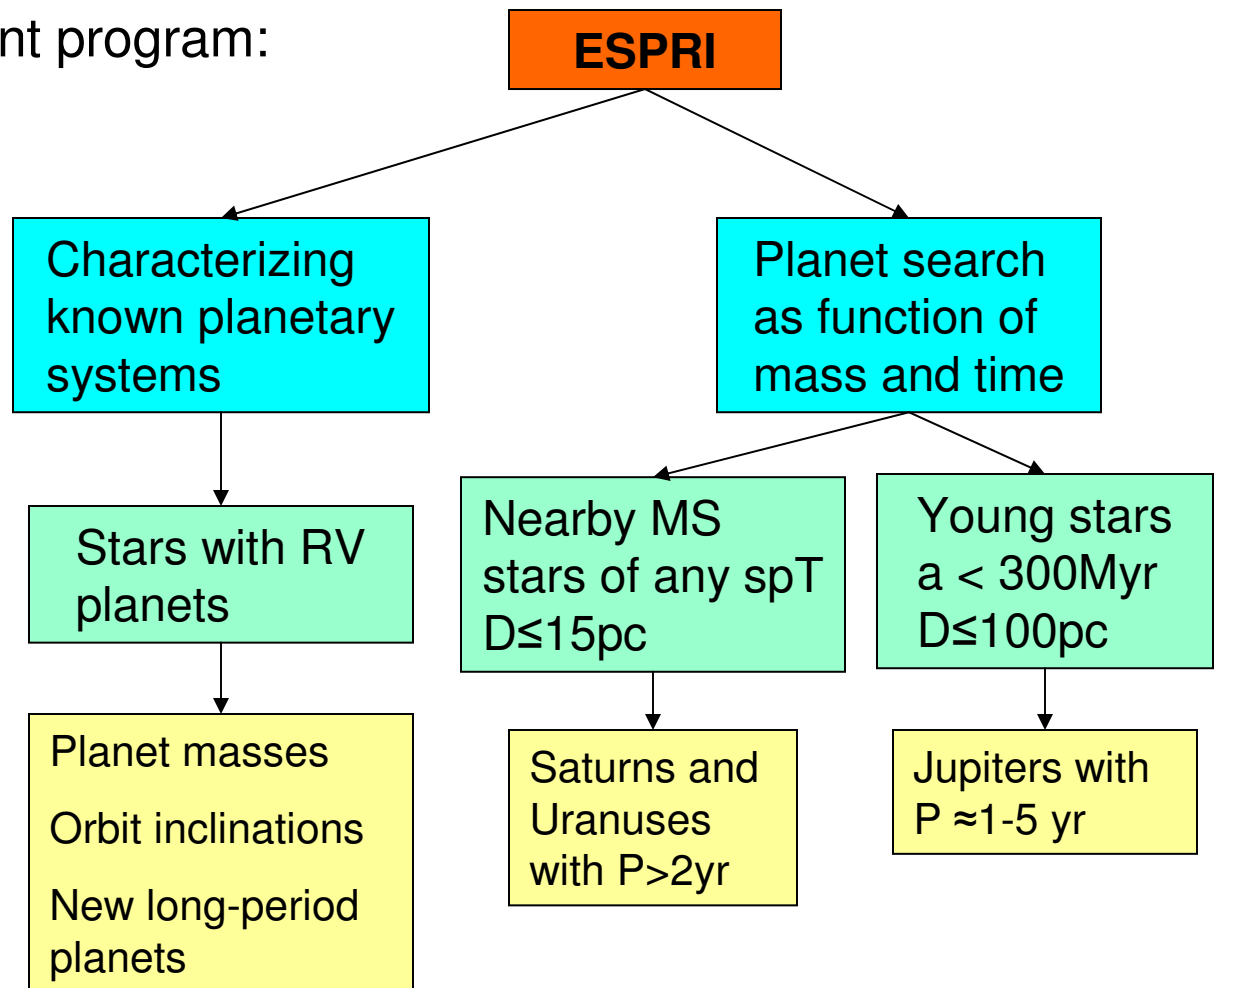 nt program:
ESPRI
Characterizing
known planetary
systems
Planet search
as function of
mass and time
Stars with RV
planets
Nearby MS
stars of any spT
D≤15pc
Young stars
a < 300Myr
D≤100pc
Planet masses
Orbit inclinations
New long-period
planets
Saturns and
Uranuses
with P>2yr
Jupiters with
P ≈1-5 yr